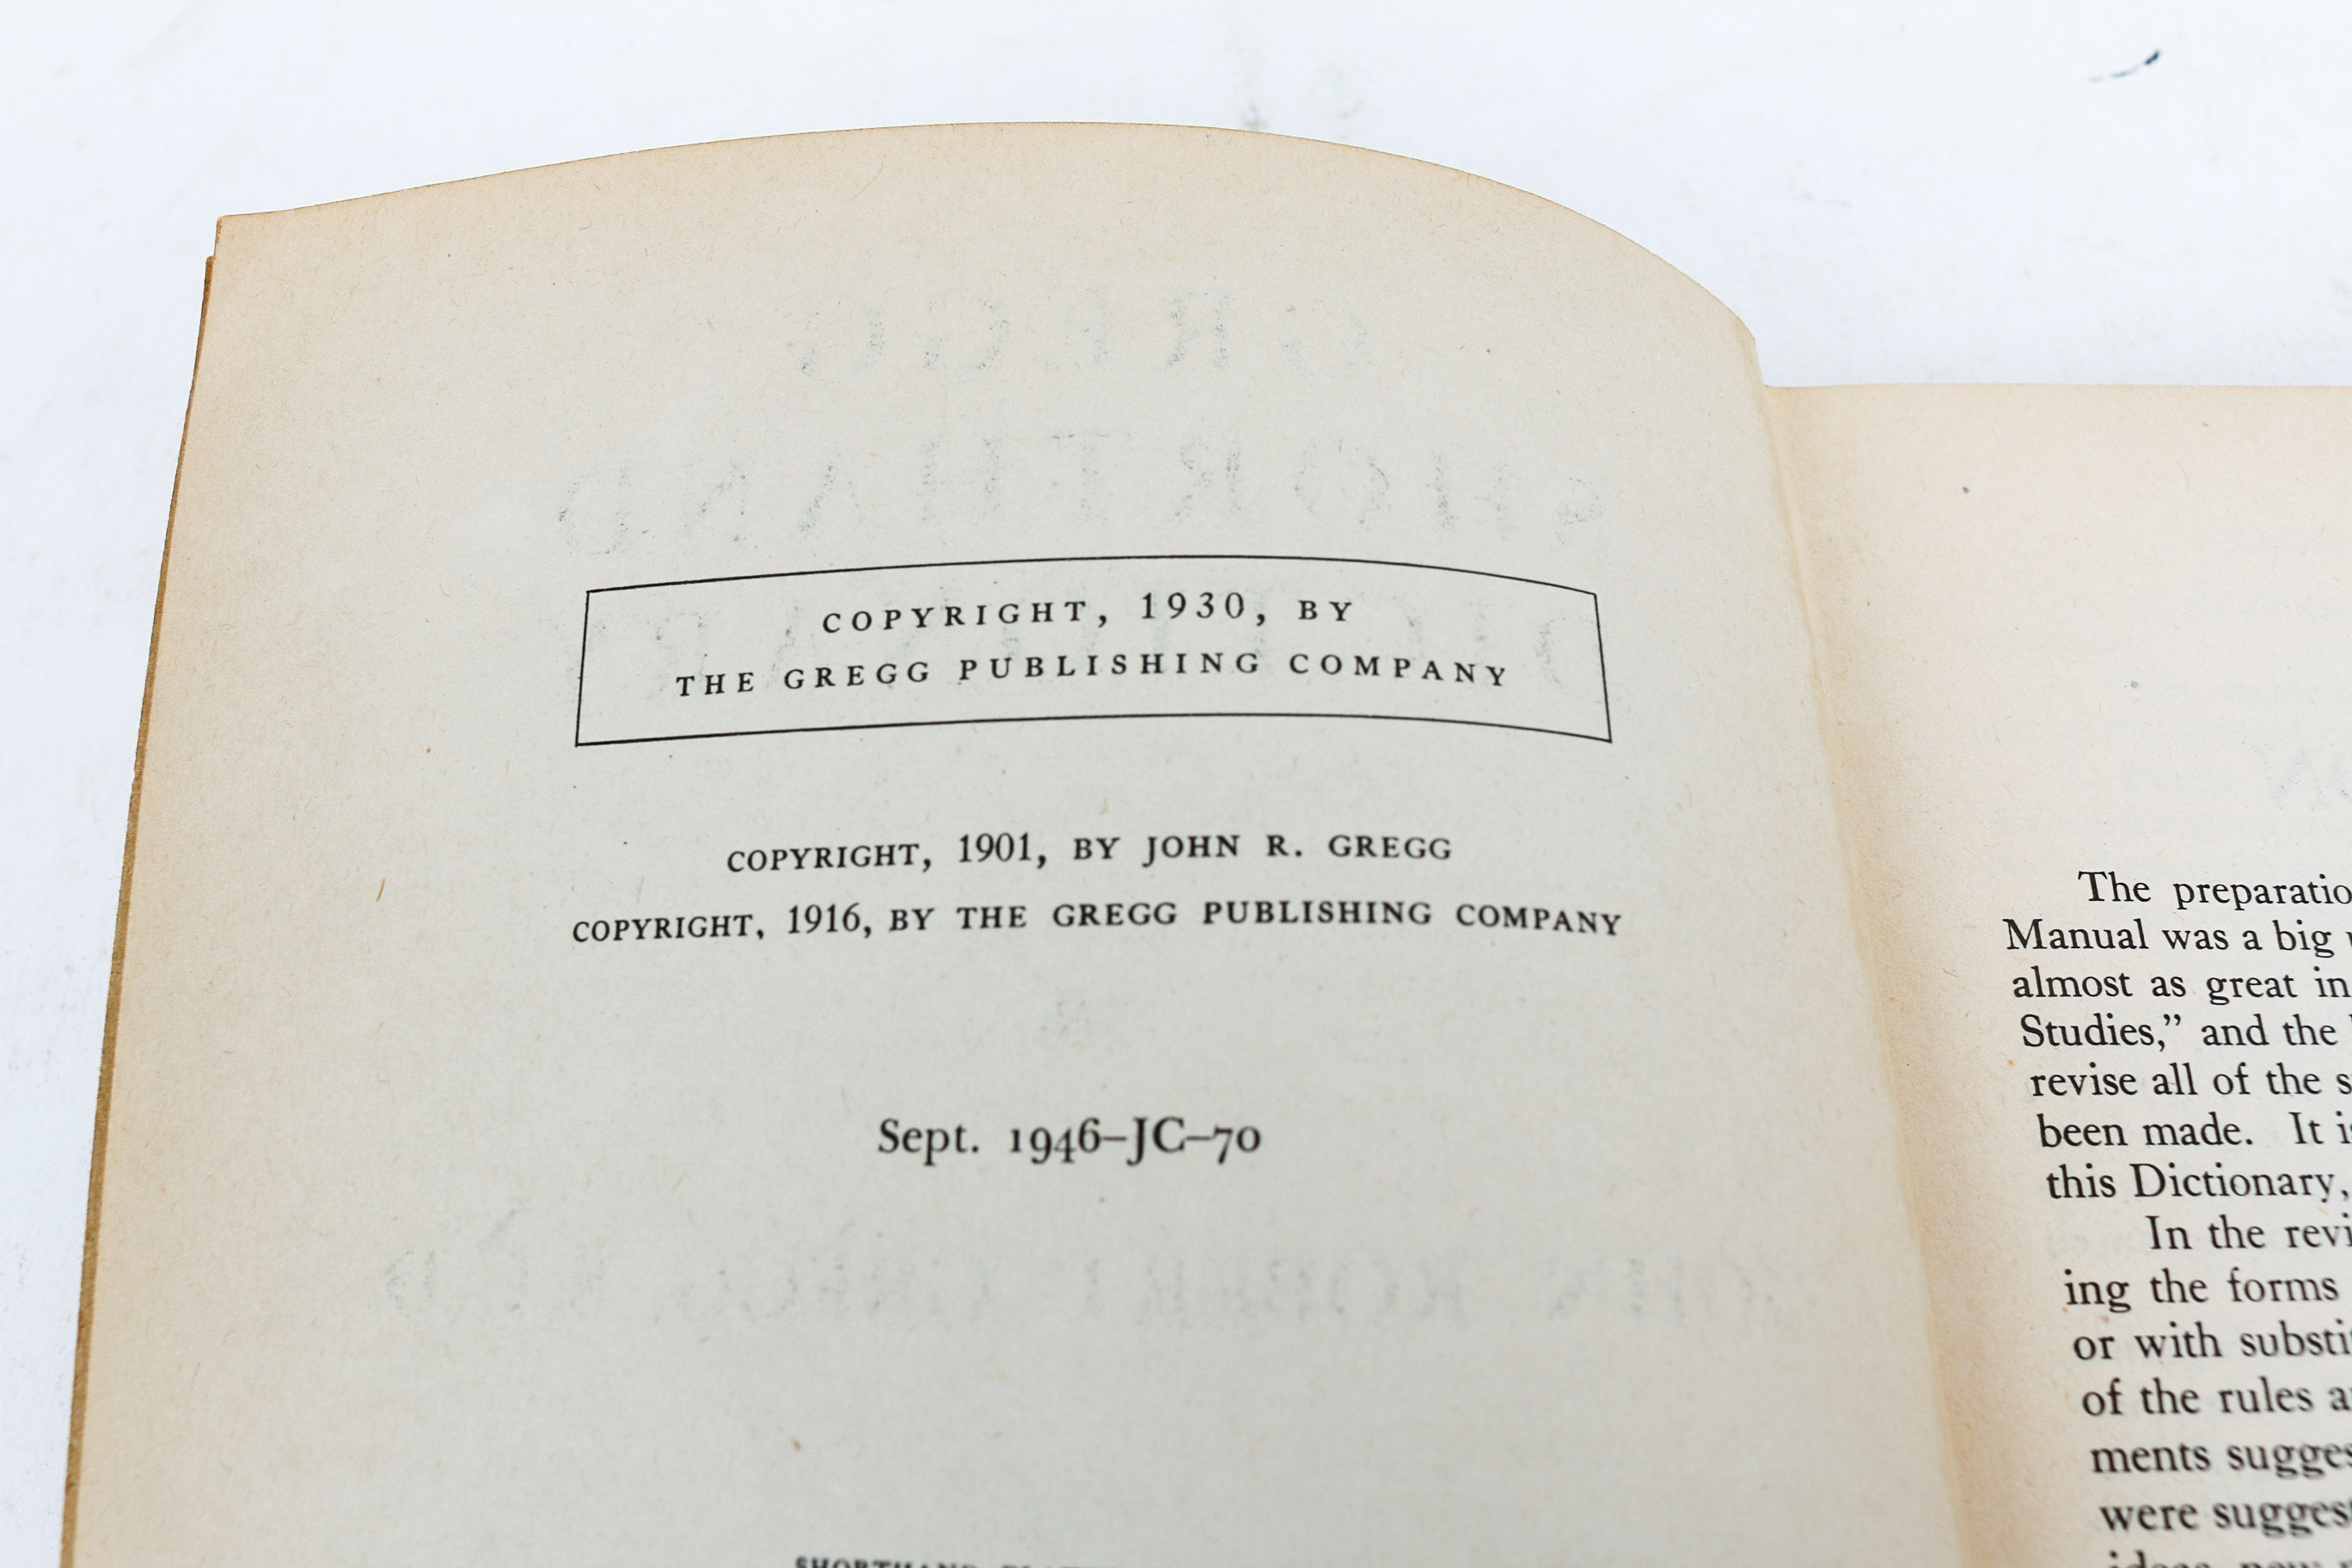 COPYRIGHT, 1930, BY
THE GREGG PUBLISHING COMPANY
COPYRIGHT, 1901, BY JOHN R. GREGG
COPYRIGHT, 1916, BY THE GREGG PUBLISHING COMPANY
Sept. 1946–JC–70
SHORTHAND
The preparatio
Manual was a big
almost as great in
Studies,” and the
revise all of the s
been made. It is
this Dictionary,
In the revi
ing the forms
or with substi
of the rules a
ments sugges
were sugges